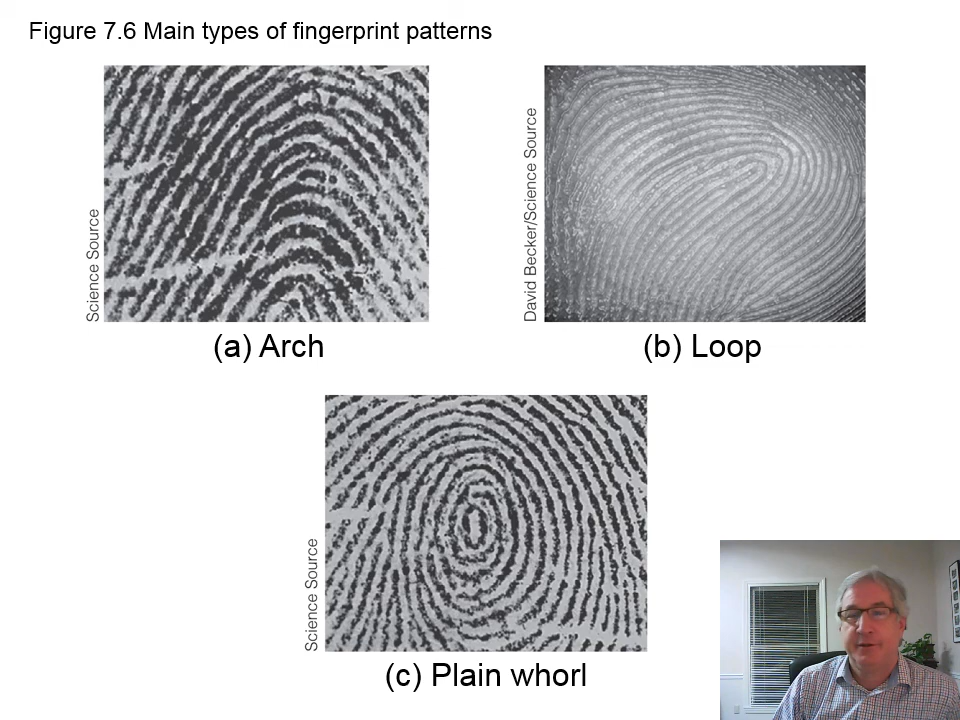 Figure 7.6 Main types of fingerprint patterns
Science Source
(a) Arch
David Becker/Science Source
(b) Loop
Science Source
(c) Plain whorl